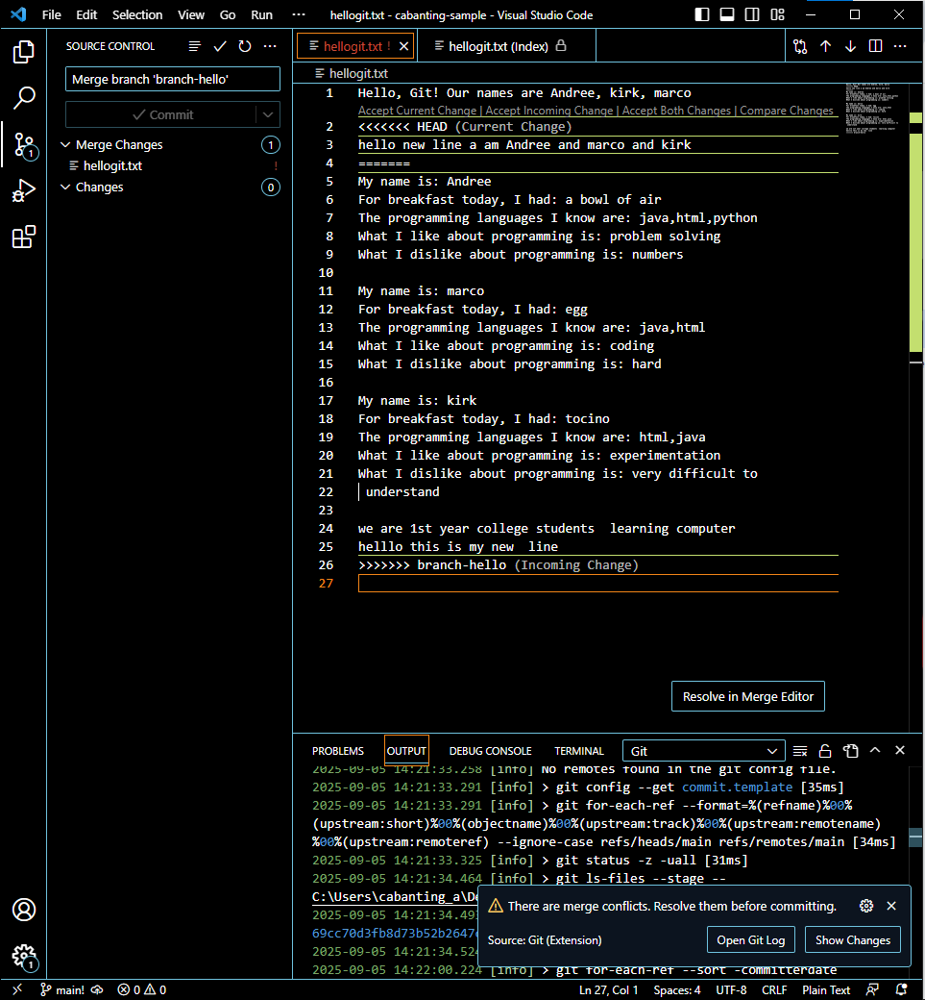 File Edit Selection View Go Run ··· hellogit.txt - cabanting-sample - Visual Studio Code
SOURCE CONTROL
Merge branch 'branch-hello'
Commit
Merge Changes 1
hellogit.txt !
Changes 0
1
1
hellogit.txt ! hellogit.txt (Index)
hellogit.txt
1 Hello, Git! Our names are Andree, kirk, marco
Accept Current Change | Accept Incoming Change | Accept Both Changes | Compare Changes
2 <<<<<<< HEAD (Current Change)
3 hello new line a am Andree and marco and kirk
4 =======
5 My name is: Andree
6 For breakfast today, I had: a bowl of air
7 The programming languages I know are: java,html,python
8 What I like about programming is: problem solving
9 What I dislike about programming is: numbers
10
11 My name is: marco
12 For breakfast today, I had: egg
13 The programming languages I know are: java,html
14 What I like about programming is: coding
15 What I dislike about programming is: hard
16
17 My name is: kirk
18 For breakfast today, I had: tocino
19 The programming languages I know are: html,java
20 What I like about programming is: experimentation
21 What I dislike about programming is: very difficult to
22 understand
23
24 we are 1st year college students  learning computer
25 helllo this is my new  line
26 >>>>>>> branch-hello (Incoming Change)
27
Resolve in Merge Editor
PROBLEMS OUTPUT DEBUG CONSOLE TERMINAL Git
2025-09-05 14:21:33.258 [info] No remotes found in the git config file.
2025-09-05 14:21:33.291 [info] > git config --get commit.template [35ms]
2025-09-05 14:21:33.291 [info] > git for-each-ref --format=%(refname)%00%
(upstream:short)%00%(objectname)%00%(upstream:track)%00%(upstream:remotename)
%00%(upstream:remoteref) --ignore-case refs/heads/main refs/remotes/main [34ms]
2025-09-05 14:21:33.325 [info] > git status -z -uall [31ms]
2025-09-05 14:21:34.464 [info] > git ls-files --stage --
C:\Users\cabanting_a\De
2025-09-05 14:21:34.49
69cc70d3fb8d73b52b2647
2025-09-05 14:21:34.524
2025-09-05 14:22:00.224 [info] > git for-each-ref --sort -committerdate
There are merge conflicts. Resolve them before committing.
Source: Git (Extension) Open Git Log Show Changes
main! 0 0 Ln 27, Col 1 Spaces: 4 UTF-8 CRLF Plain Text